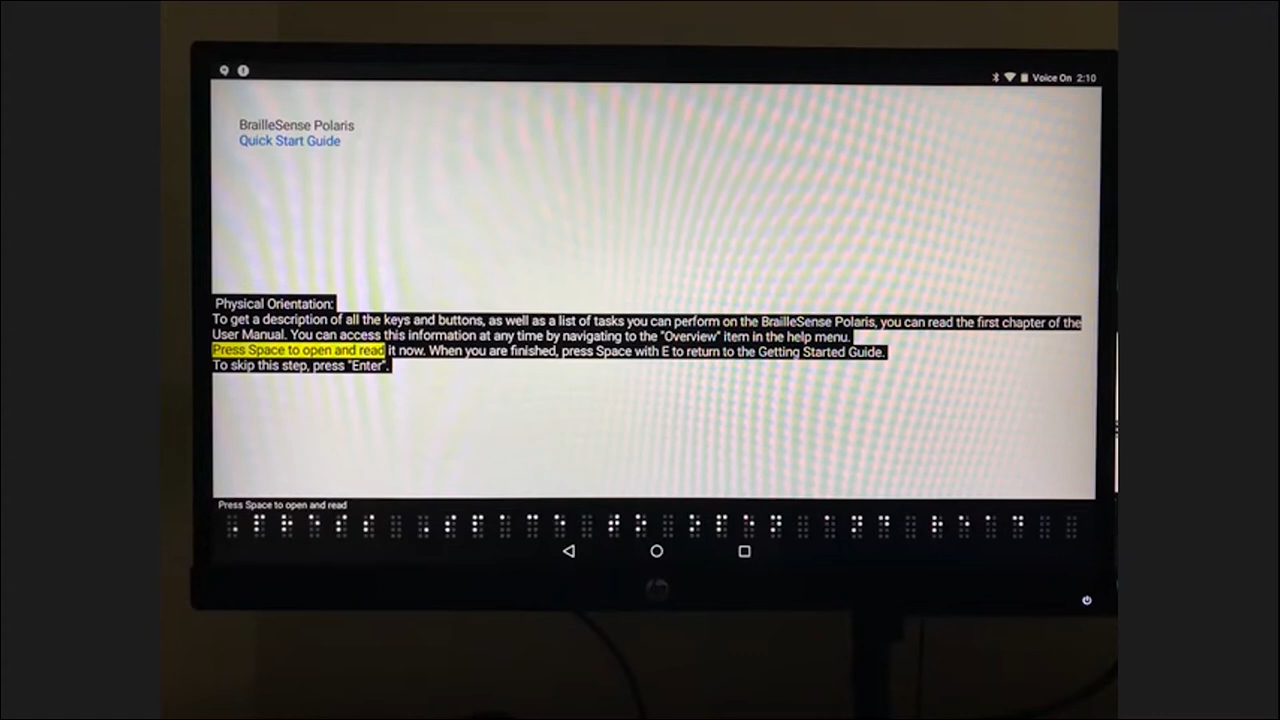 Voice On 2:10
BrailleSense Polaris
Quick Start Guide
Physical Orientation:
To get a description of all the keys and buttons, as well as a list of tasks you can perform on the BrailleSense Polaris, you can read the first chapter of the
User Manual. You can access this information at any time by navigating to the "Overview" item in the help menu.
Press Space to open and read it now. When you are finished, press Space with E to return to the Getting Started Guide.
To skip this step, press "Enter".
Press Space to open and read